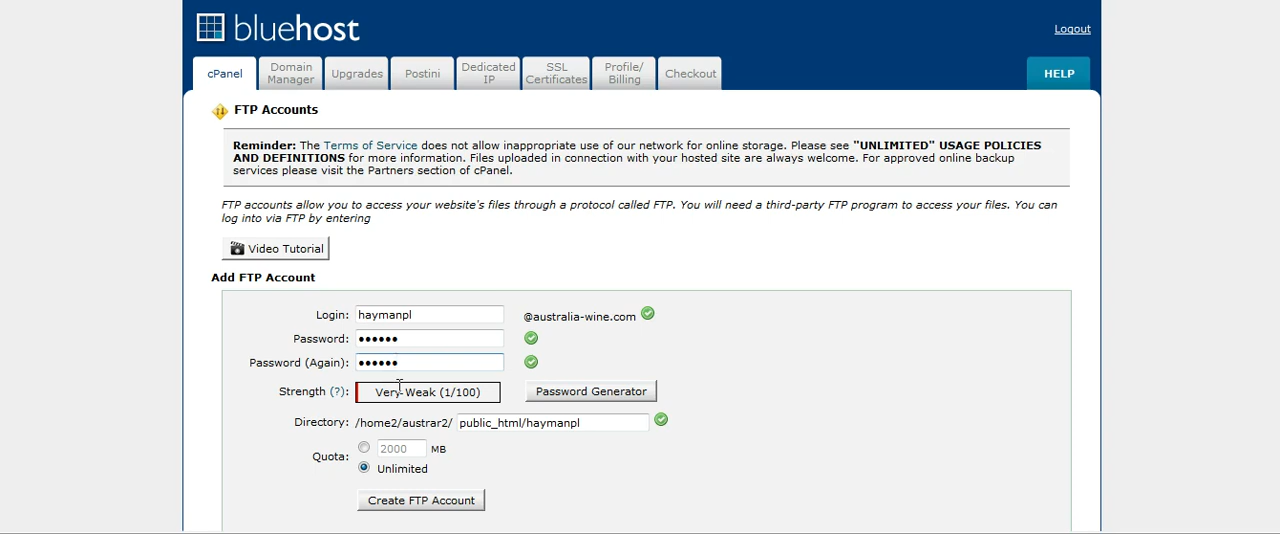 bluehost
Logout
cPanel
Domain Manager
Upgrades
Postini
Dedicated IP
SSL Certificates
Profile/ Billing
Checkout
HELP
FTP Accounts
Reminder: The Terms of Service does not allow inappropriate use of our network for online storage. Please see "UNLIMITED" USAGE POLICIES
AND DEFINITIONS for more information. Files uploaded in connection with your hosted site are always welcome. For approved online backup
services please visit the Partners section of cPanel.
FTP accounts allow you to access your website's files through a protocol called FTP. You will need a third-party FTP program to access your files. You can
log into via FTP by entering
Video Tutorial
Add FTP Account
Login: haymanpl @australia-wine.com
Password: ••••••
Password (Again): ••••••
Strength (?): Very Weak (1/100) Password Generator
Directory: /home2/austrar2/ public_html/haymanpl
Quota: 2000 MB
Unlimited
Create FTP Account